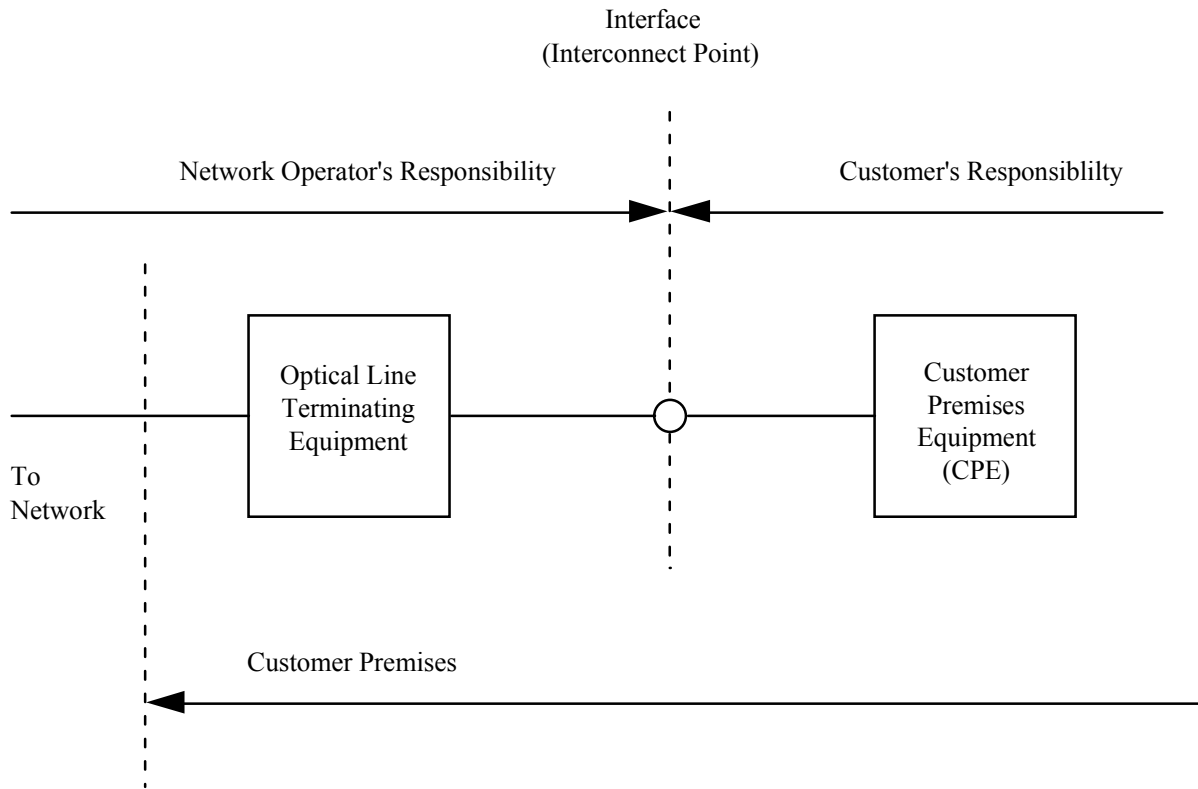 Interface
(Interconnect Point)
Network Operator's Responsibility
Customer's Responsiblilty
Optical Line
Terminating
Equipment
Customer
Premises
Equipment
(CPE)
To
Network
Customer Premises